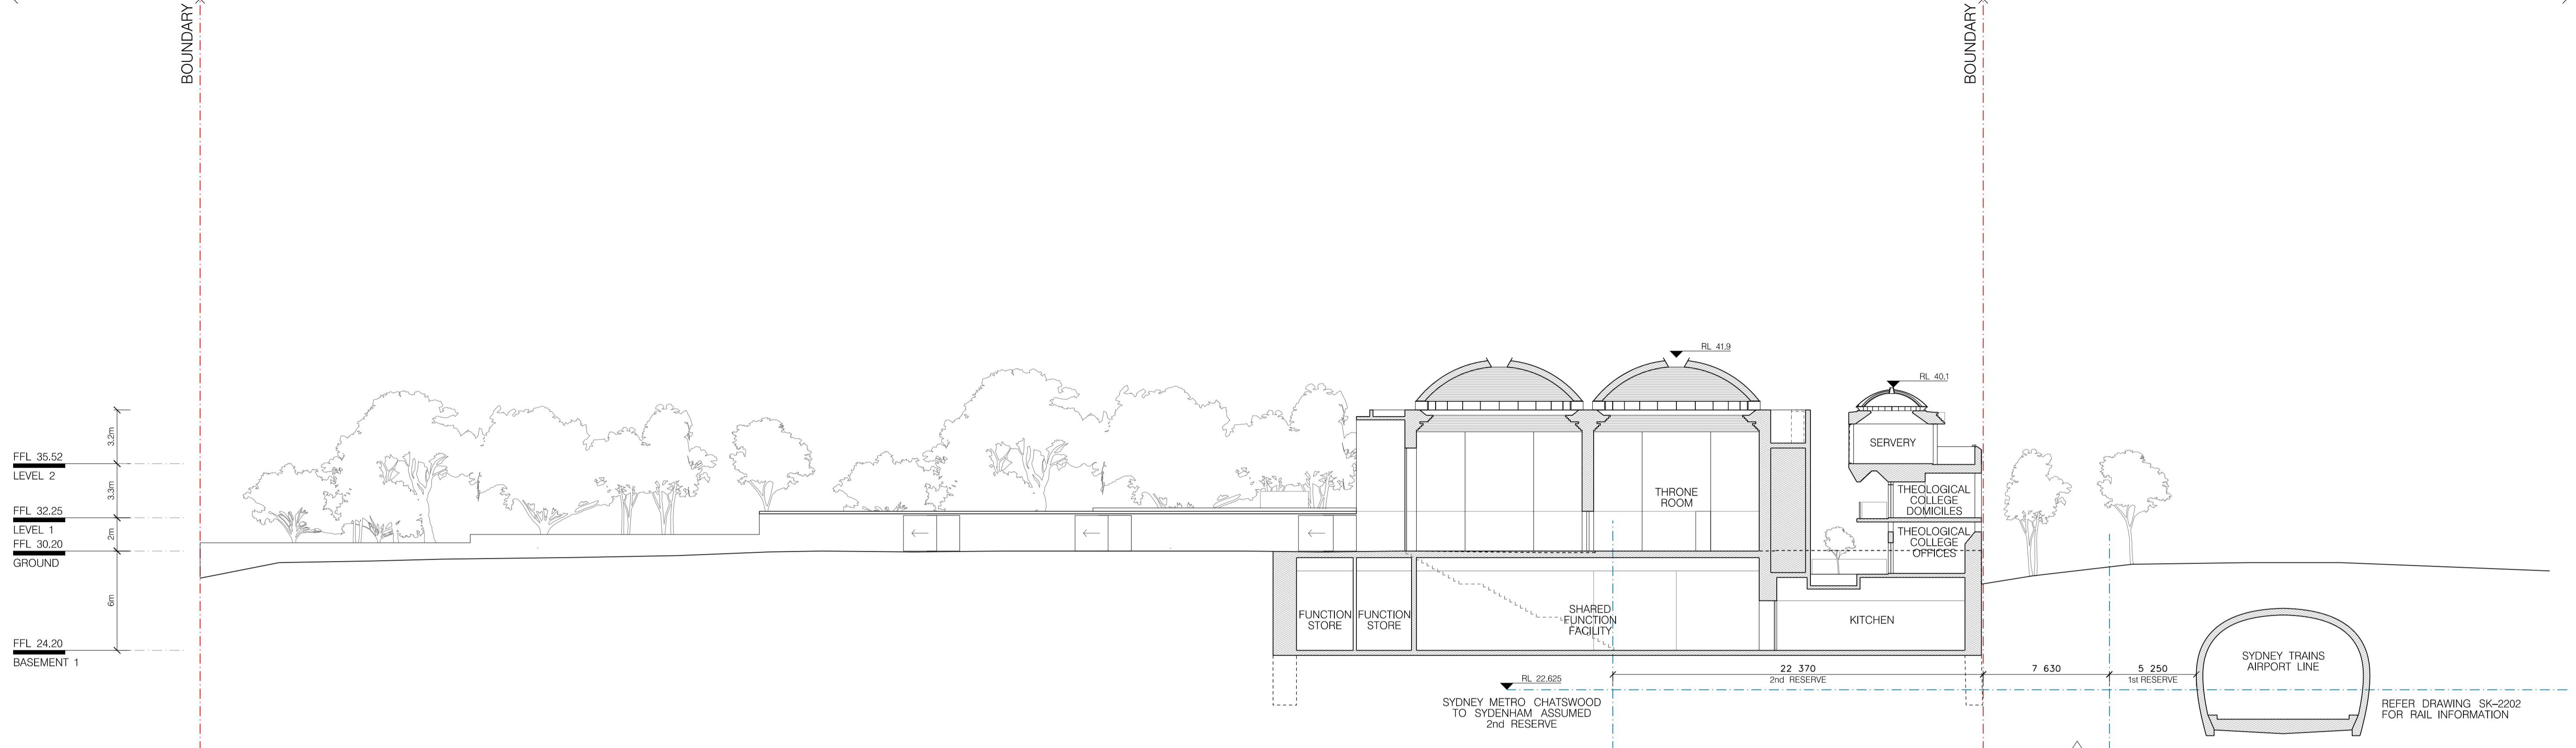 BOUNDARY
BOUNDARY
RL 41.9
RL 40.1
3.2m
SERVERY
FFL 35.52
LEVEL 2
3.3m
THEOLOGICAL
COLLEGE
DOMICILES
THRONE
ROOM
FFL 32.25
LEVEL 1
2m
THEOLOGICAL
COLLEGE
OFFICES
FFL 30.20
GROUND
6m
FUNCTION
STORE
FUNCTION
STORE
SHARED
FUNCTION
FACILITY
KITCHEN
FFL 24.20
BASEMENT 1
SYDNEY TRAINS
AIRPORT LINE
22 370
2nd RESERVE
7 630
5 250
1st RESERVE
RL 22.625
SYDNEY METRO CHATSWOOD
TO SYDENHAM ASSUMED
2nd RESERVE
REFER DRAWING SK-2202
FOR RAIL INFORMATION